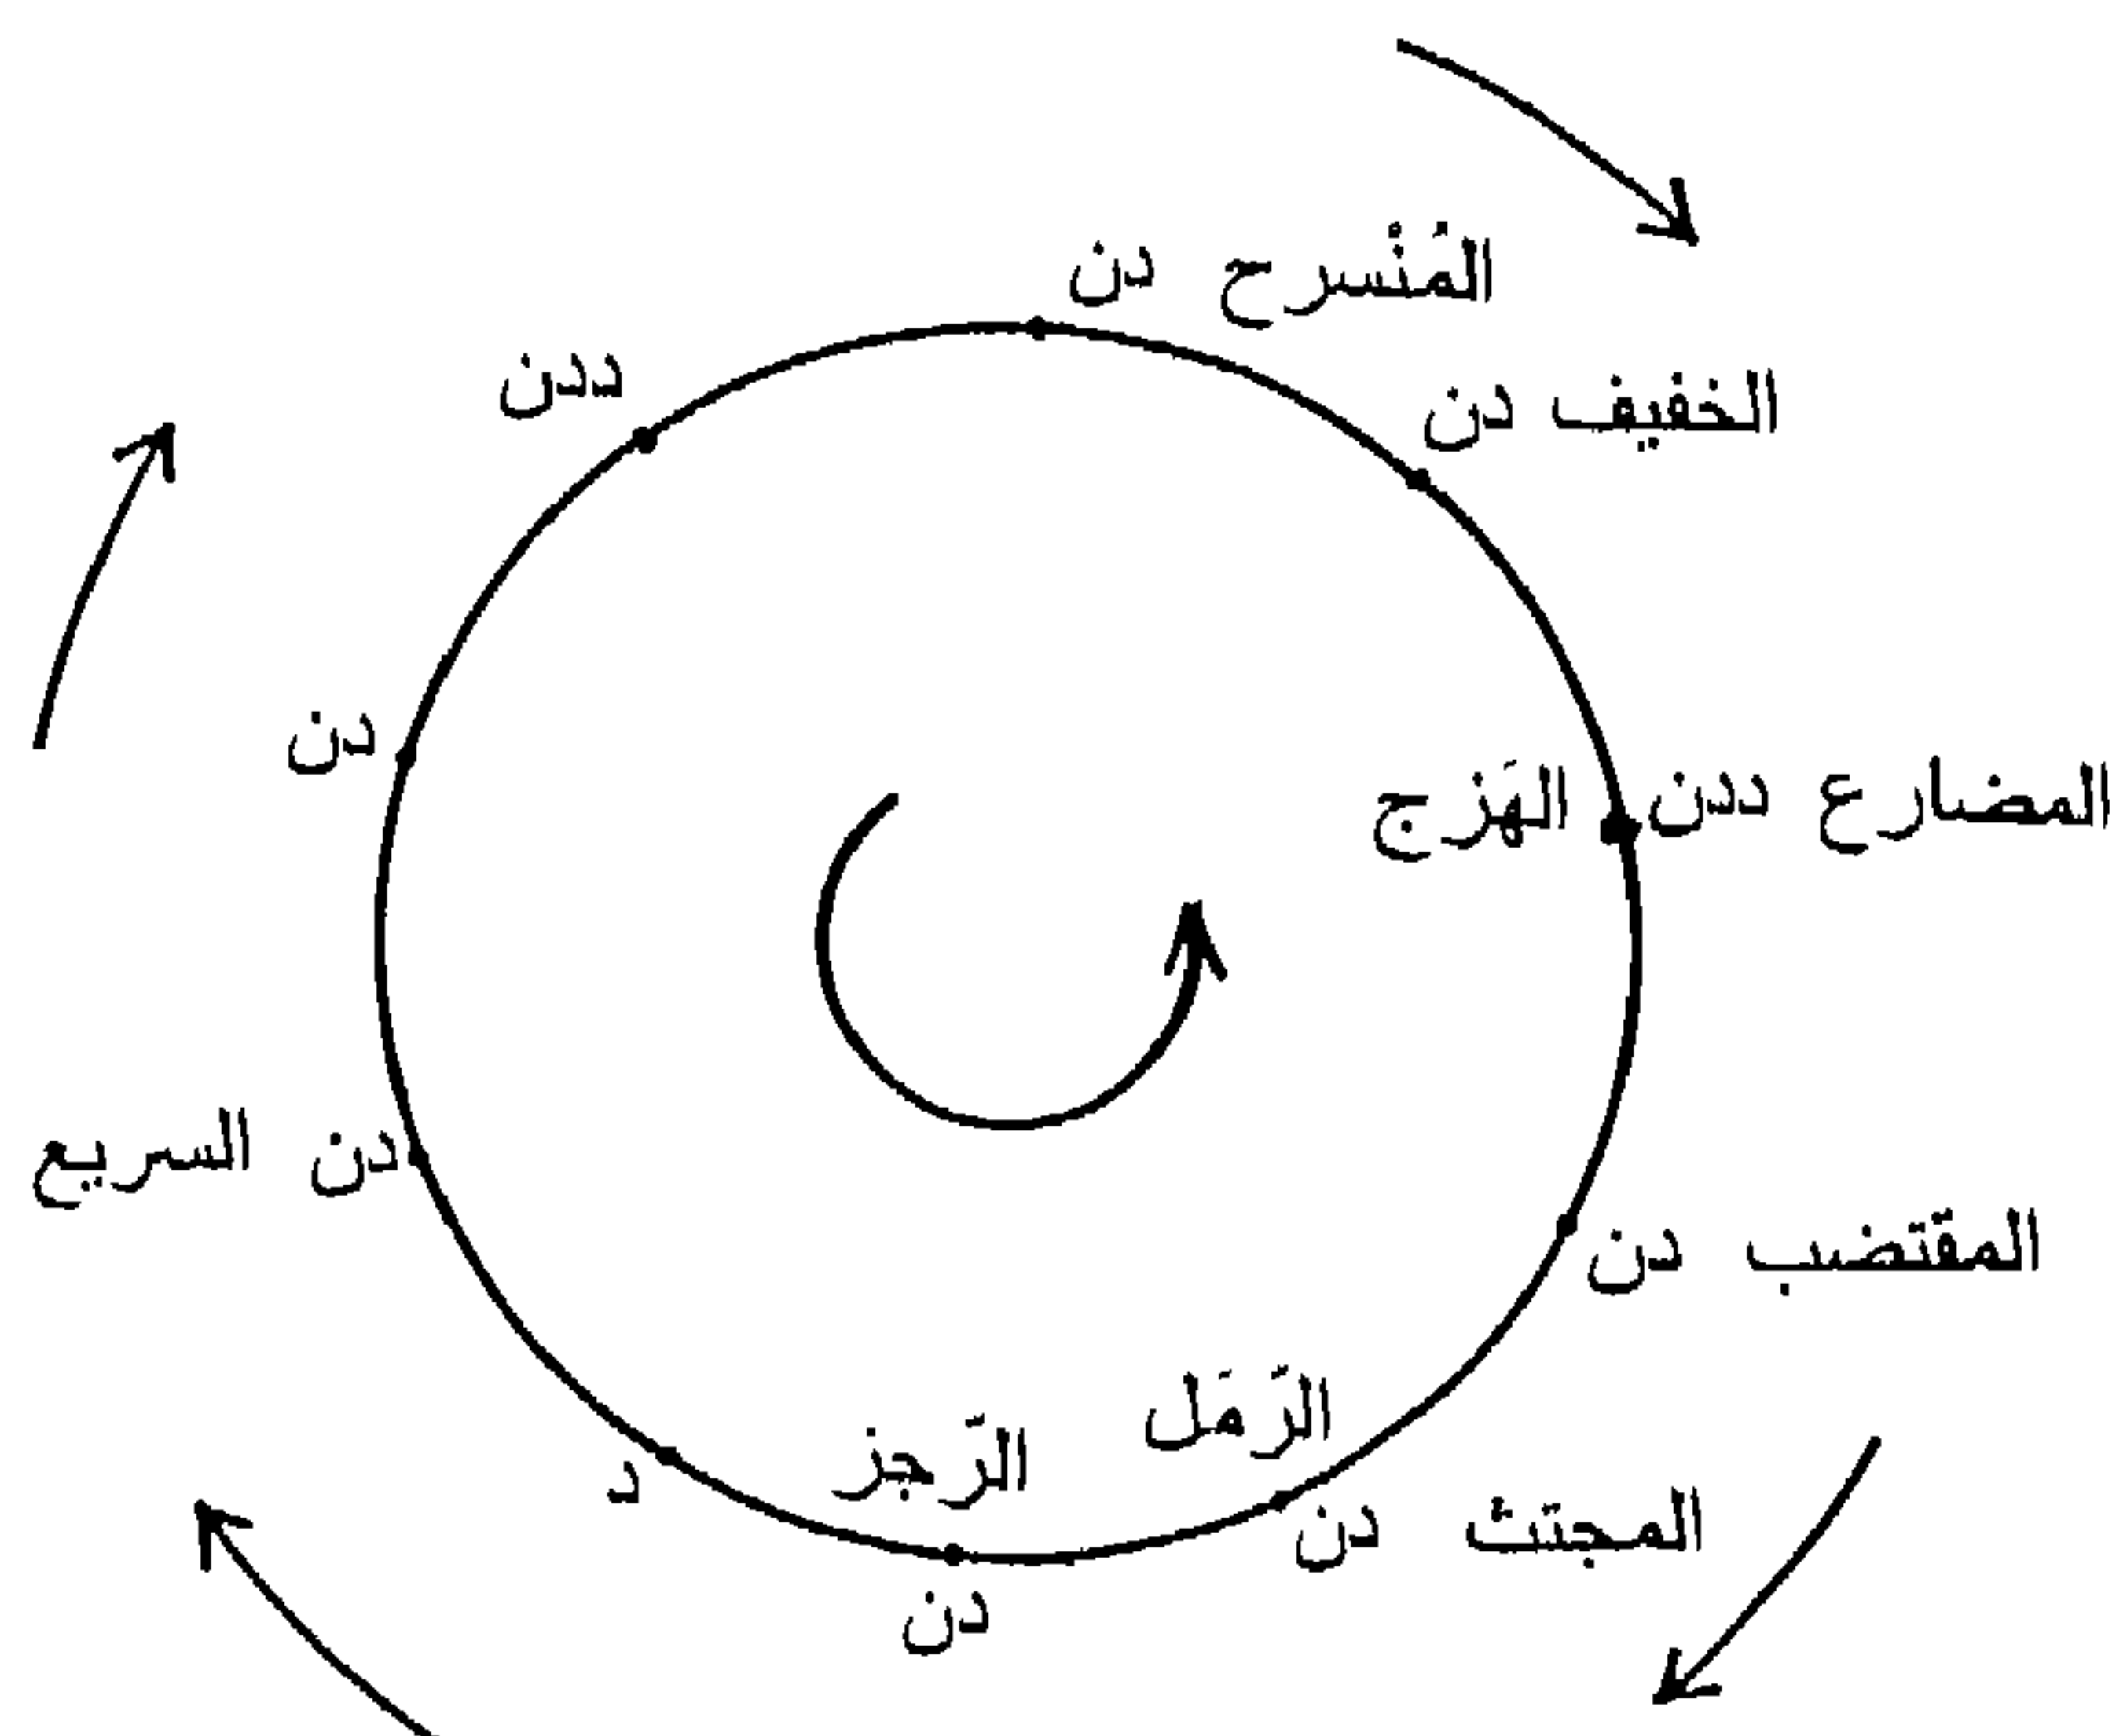 المُنْسرح دن
الخفيف دن
ددن
دن
المضارع ددن
الهَزج
دن السريع
المقتضب دن
الرّمَل
الرّجز
د
المجتث دن
دن